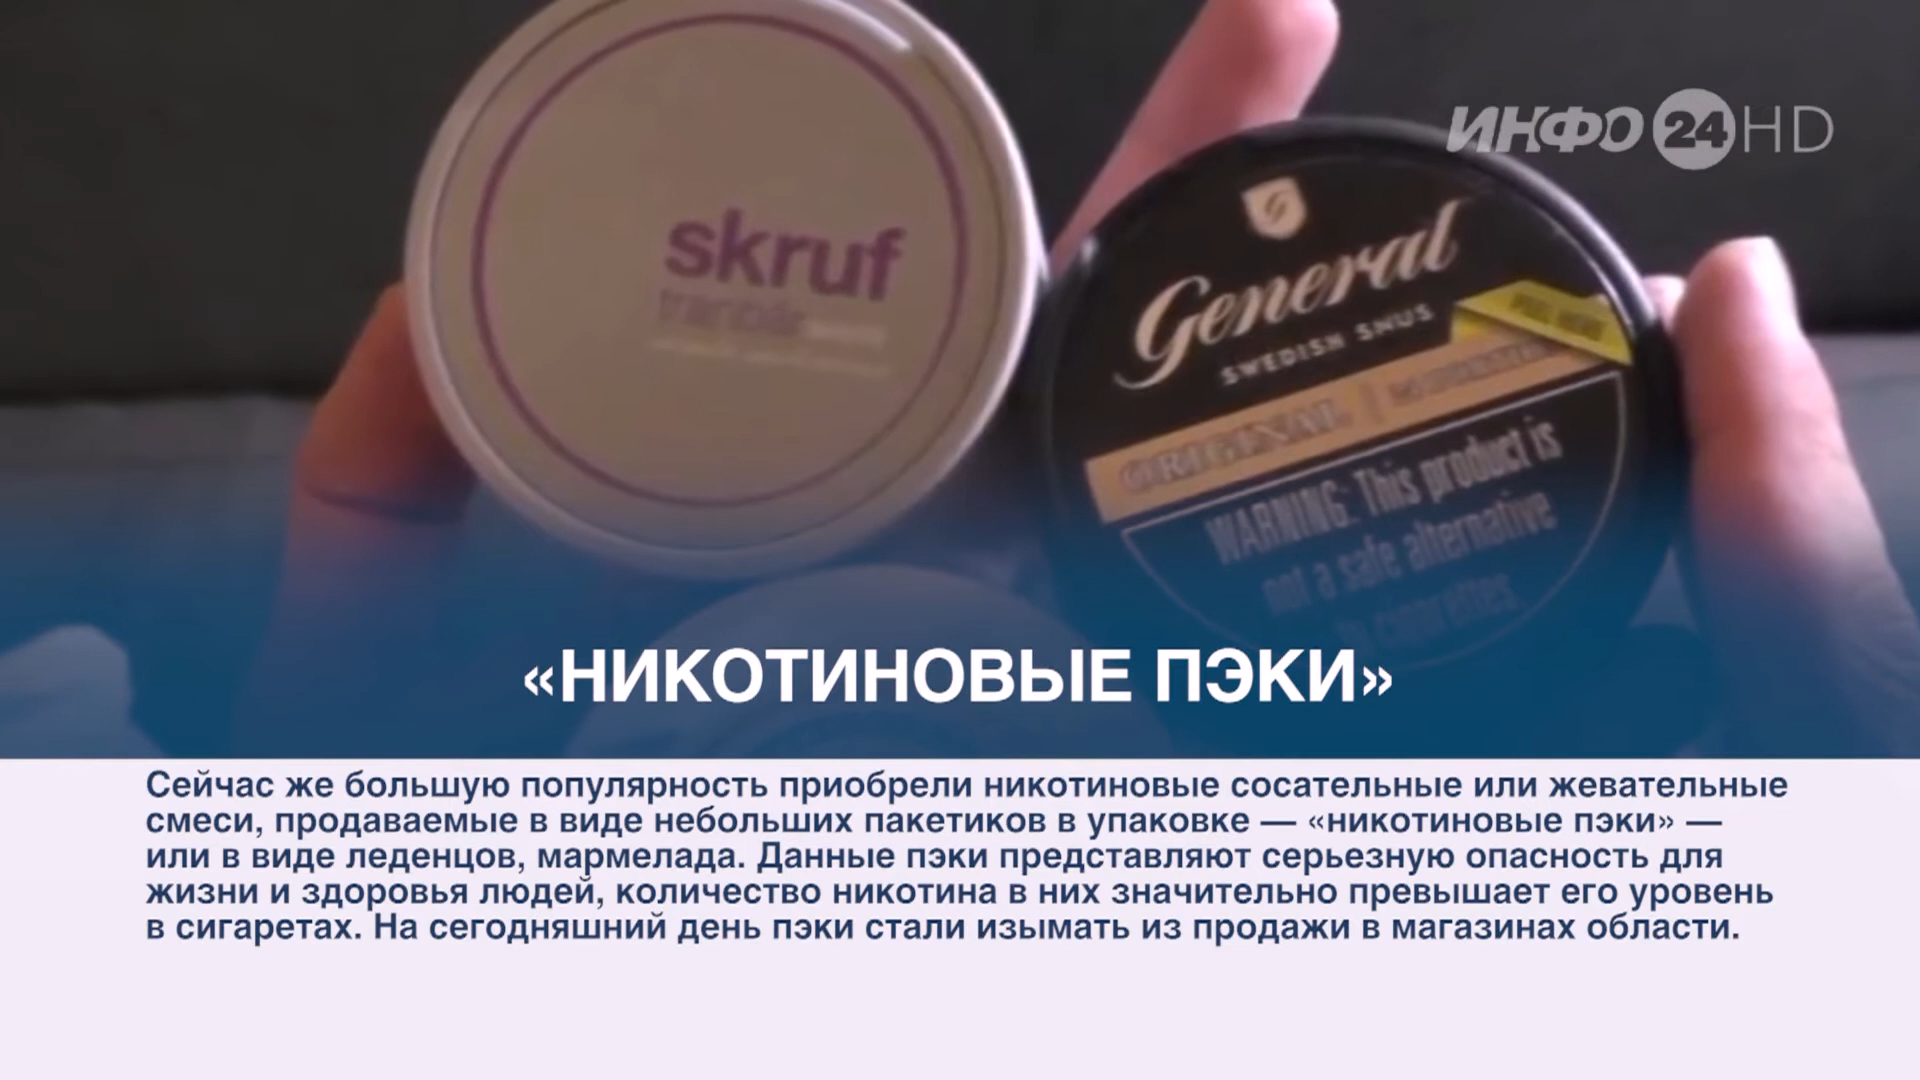 ИНФО 24 HD
skruf
General
SWEDISH SNUS
ORIGINAL
WARNING: This product is
not a safe alternative
to cigarettes
«НИКОТИНОВЫЕ ПЭКИ»
Сейчас же большую популярность приобрели никотиновые сосательные или жевательные
смеси, продаваемые в виде небольших пакетиков в упаковке — «никотиновые пэки» —
или в виде леденцов, мармелада. Данные пэки представляют серьезную опасность для
жизни и здоровья людей, количество никотина в них значительно превышает его уровень
в сигаретах. На сегодняшний день пэки стали изымать из продажи в магазинах области.